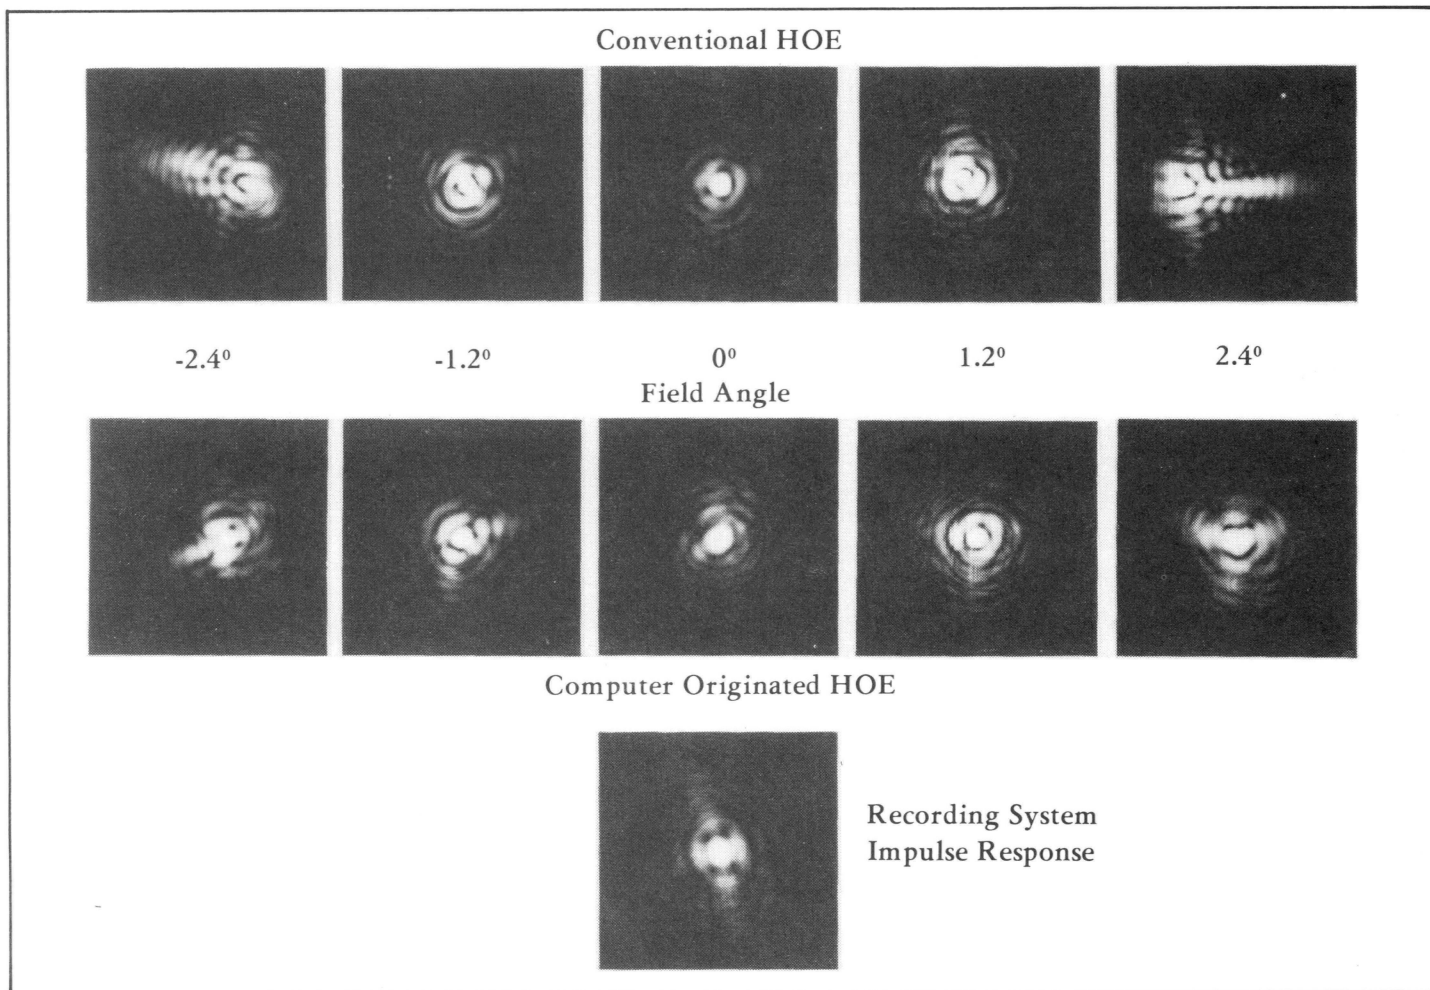 Conventional HOE
-2.4⁰ -1.2⁰ 0⁰ 1.2⁰ 2.4⁰
Field Angle
Computer Originated HOE
Recording System
Impulse Response